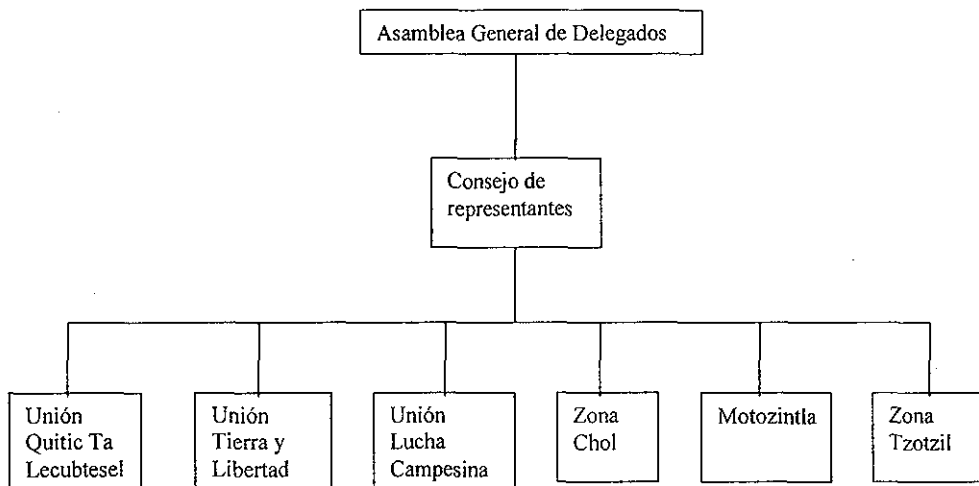 Asamblea General de Delegados
Consejo de
representantes
Unión
Quitic Ta
Lecubtesel
Unión
Tierra y
Libertad
Unión
Lucha
Campesina
Zona
Chol
Motozintla
Zona
Tzotzil